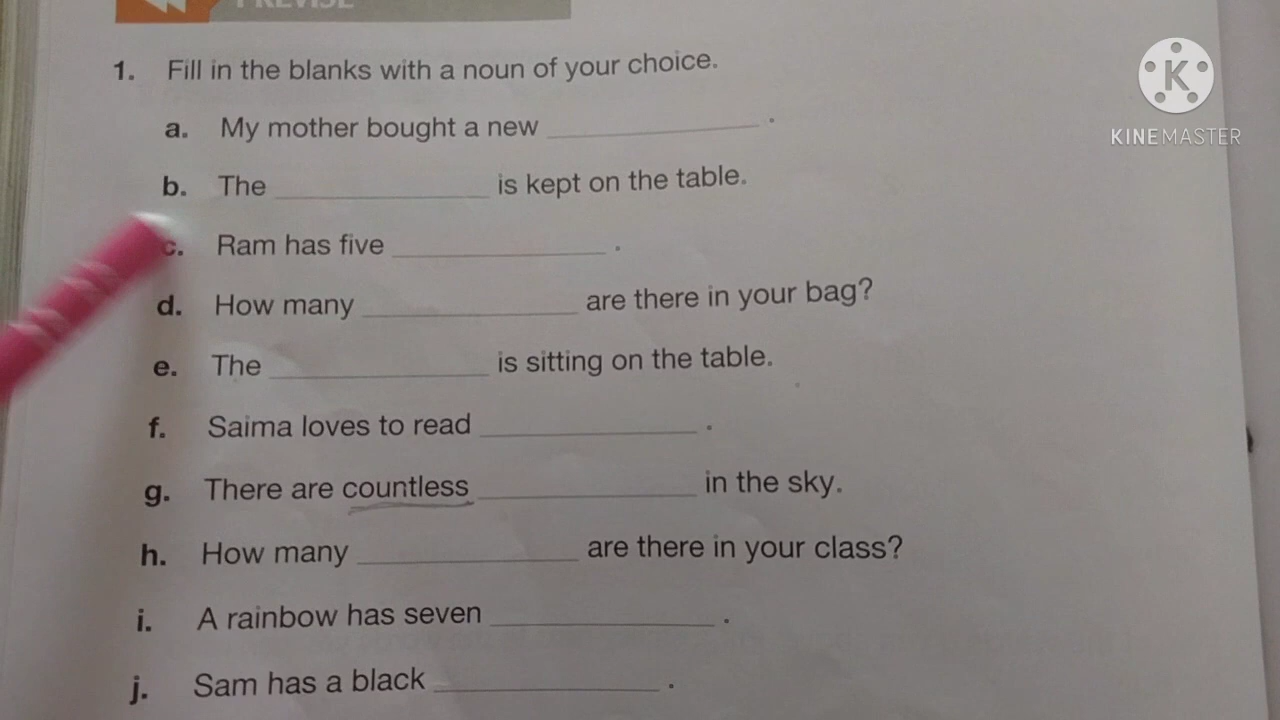 PREVISE
K
KINEMASTER
1. Fill in the blanks with a noun of your choice.
a. My mother bought a new ____________.
b. The ____________ is kept on the table.
c. Ram has five ____________.
d. How many ____________ are there in your bag?
e. The ____________ is sitting on the table.
f. Saima loves to read ____________.
g. There are countless ____________ in the sky.
h. How many ____________ are there in your class?
i. A rainbow has seven ____________.
j. Sam has a black ____________.